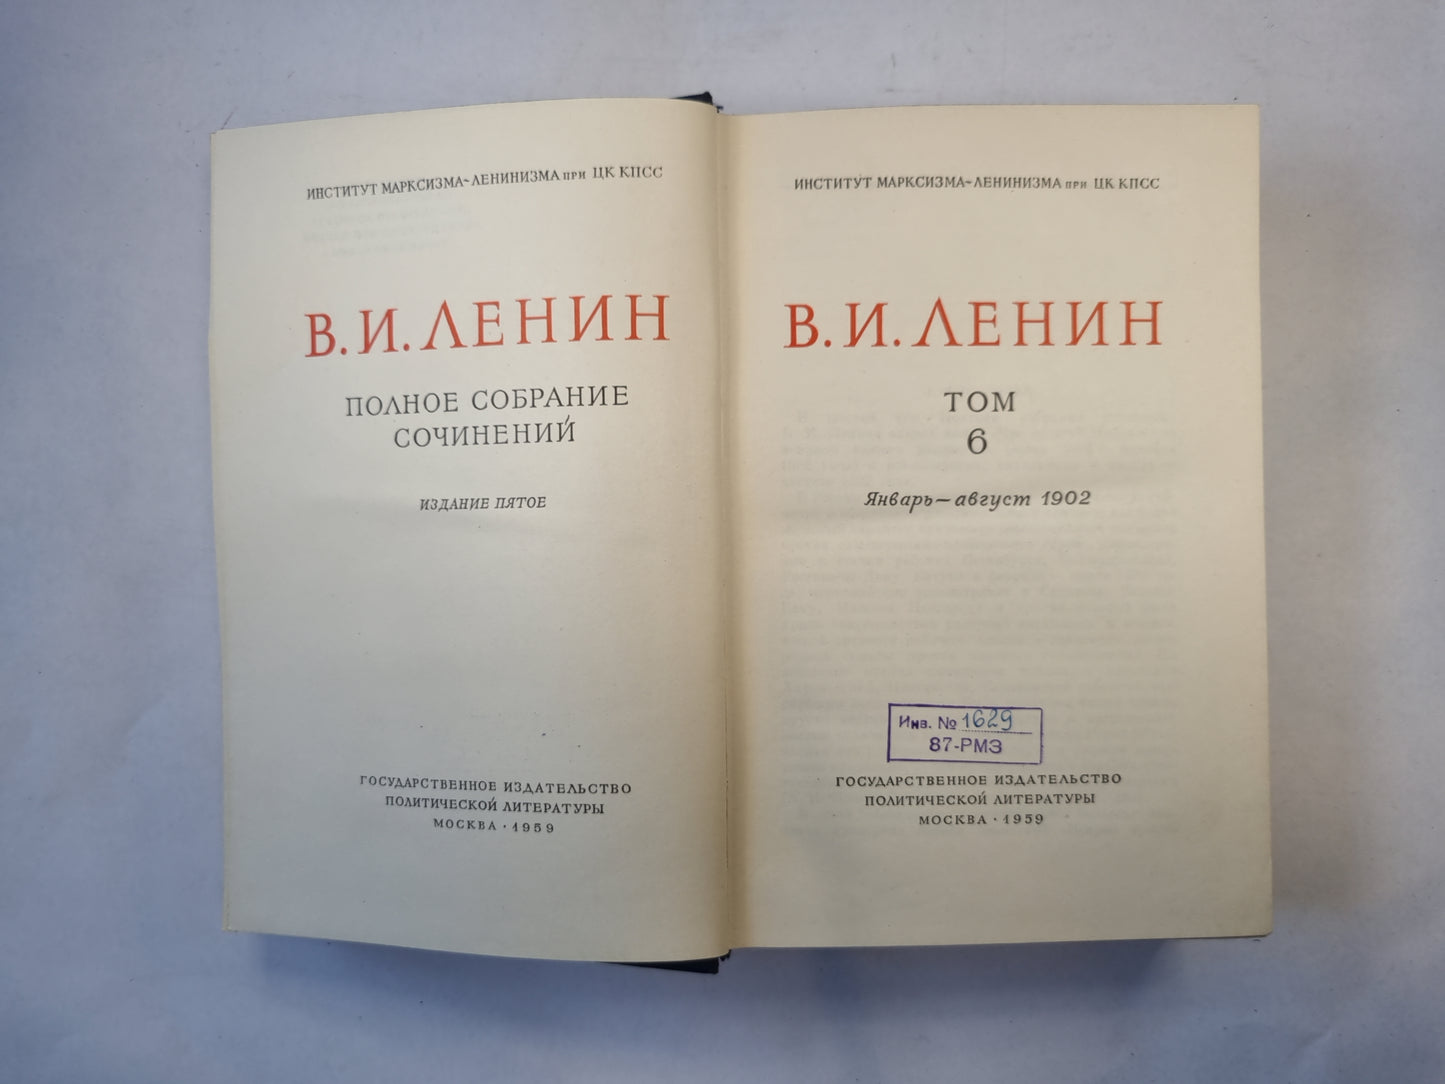 ИНСТИТУТ МАРКСИЗМА-ЛЕНИНИЗМА ПРИ ЦК КПСС
В. И. ЛЕНИН
ПОЛНОЕ СОБРАНИЕ
СОЧИНЕНИЙ
ИЗДАНИЕ ПЯТОЕ
ГОСУДАРСТВЕННОЕ ИЗДАТЕЛЬСТВО
ПОЛИТИЧЕСКОЙ ЛИТЕРАТУРЫ
МОСКВА · 1959
ИНСТИТУТ МАРКСИЗМА-ЛЕНИНИЗМА ПРИ ЦК КПСС
В. И. ЛЕНИН
ТОМ
6
Январь—август 1902
Инв. № 1629
87-РМЗ
ГОСУДАРСТВЕННОЕ ИЗДАТЕЛЬСТВО
ПОЛИТИЧЕСКОЙ ЛИТЕРАТУРЫ
МОСКВА · 1959